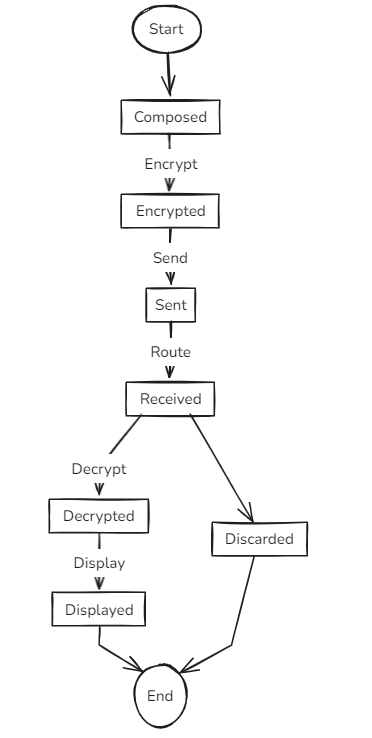 Start
Composed
Encrypt
Encrypted
Send
Sent
Route
Received
Decrypt
Decrypted
Discarded
Display
Displayed
End